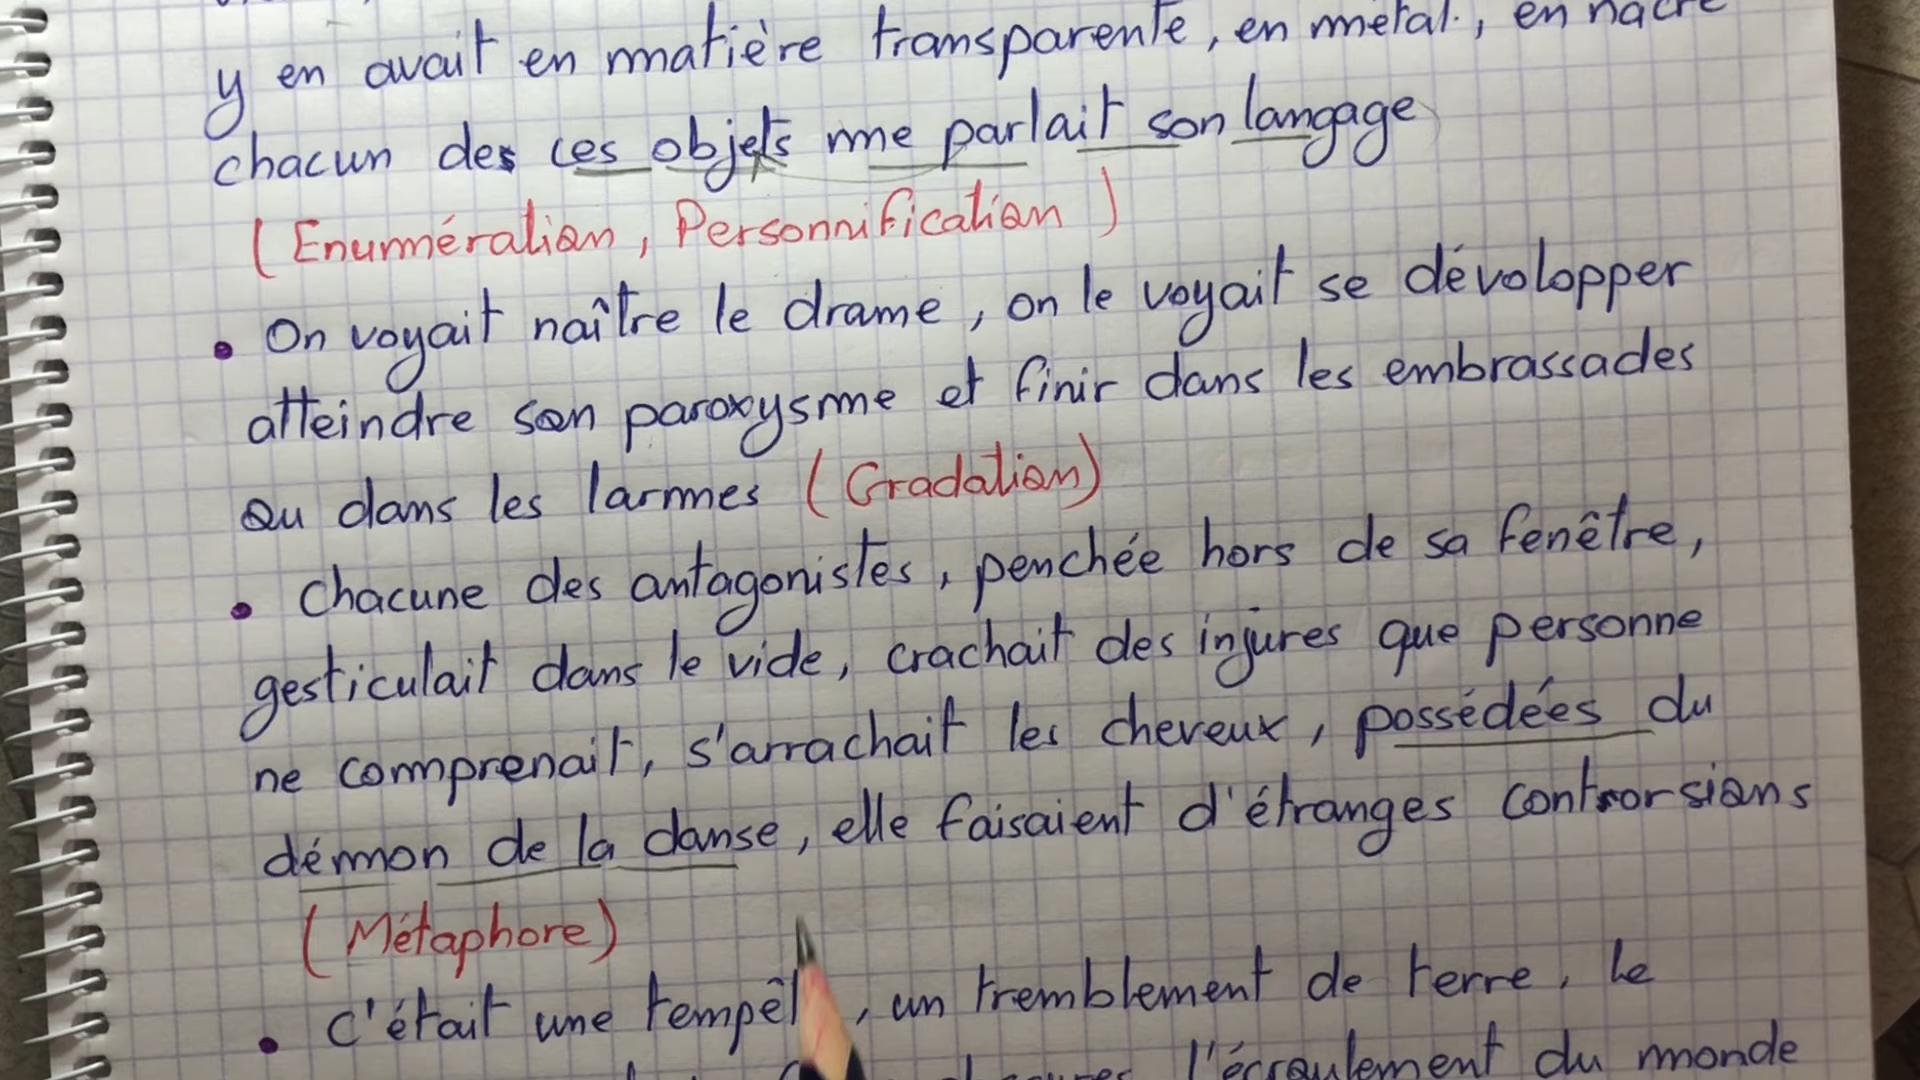 y en avait en matière transparente, en métal., en nacre
chacun des ces objets me parlait son langage
(Enumération, Personnification)
• On voyait naître le drame, on le voyait se dévolopper
atteindre son paroxysme et finir dans les embrassades
ou dans les larmes (Gradation)
• chacune des antagonistes, penchée hors de sa fenêtre,
gesticulait dans le vide, crachait des injures que personne
ne comprenait, s'arrachait les cheveux, possédées du
démon de la danse, elle faisaient d'étranges controrsions
(Métaphore)
• c'était une , un tremblement de terre, le
l'écroulement du monde